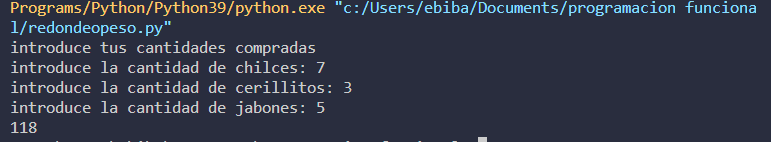 Programs/Python/Python39/python.exe "c:/Users/ebiba/Documents/programacion funciona
l/redondeopeso.py"
introduce tus cantidades compradas
introduce la cantidad de chilces: 7
introduce la cantidad de cerillitos: 3
introduce la cantidad de jabones: 5
118